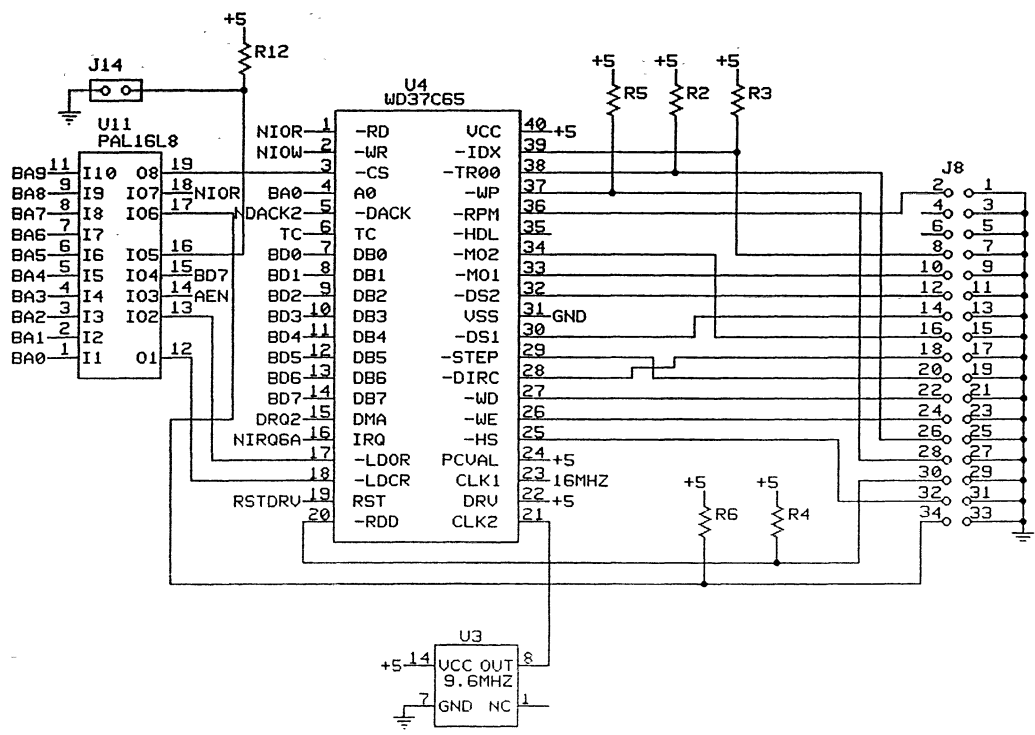 +5
R12
J14
U11
PAL16L8
BA9 11 I10 O8 19
BA8 9 I9 IO7 18 NIOR
BA7 8 I8 IO6 17
BA6 7 I7
BA5 6 I6 IO5 16
BA4 5 I5 IO4 15 BD7
BA3 4 I4 IO3 14 AEN
BA2 3 I3 IO2 13
BA1 2 I2
BA0 1 I1 O1 12
U4
WD37C65
NIOR 1 -RD VCC 40 +5
NIOW 2 -WR -IDX 39
3 -CS -TR00 38
BA0 4 A0 -WP 37
NDACK2 5 -DACK -RPM 36
TC 6 TC -HDL 35
BD0 7 DB0 -MO2 34
BD1 8 DB1 -MO1 33
BD2 9 DB2 -DS2 32
BD3 10 DB3 VSS 31 GND
BD4 11 DB4 -DS1 30
BD5 12 DB5 -STEP 29
BD6 13 DB6 -DIRC 28
BD7 14 DB7 -WD 27
DRQ2 15 DMA -WE 26
NIRQ6A 16 IRQ -HS 25
17 -LDOR PCVAL 24 +5
18 -LDCR CLK1 23 16MHZ
RSTDRV 19 RST DRV 22 +5
20 -RDD CLK2 21
+5 +5 +5
R5 R2 R3
J8
2 1
4 3
6 5
8 7
10 9
12 11
14 13
16 15
18 17
20 19
22 21
24 23
26 25
28 27
30 29
32 31
34 33
+5 +5
R6 R4
U3
+5 14 VCC OUT 8
9.6MHZ
7 GND NC 1